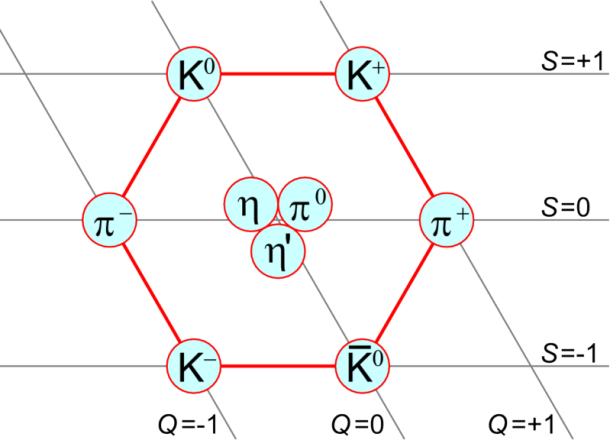 K⁰ K⁺ S=+1
π⁻ η π⁰ π⁺ S=0
η'
K⁻ K̅⁰ S=-1
Q=-1 Q=0 Q=+1